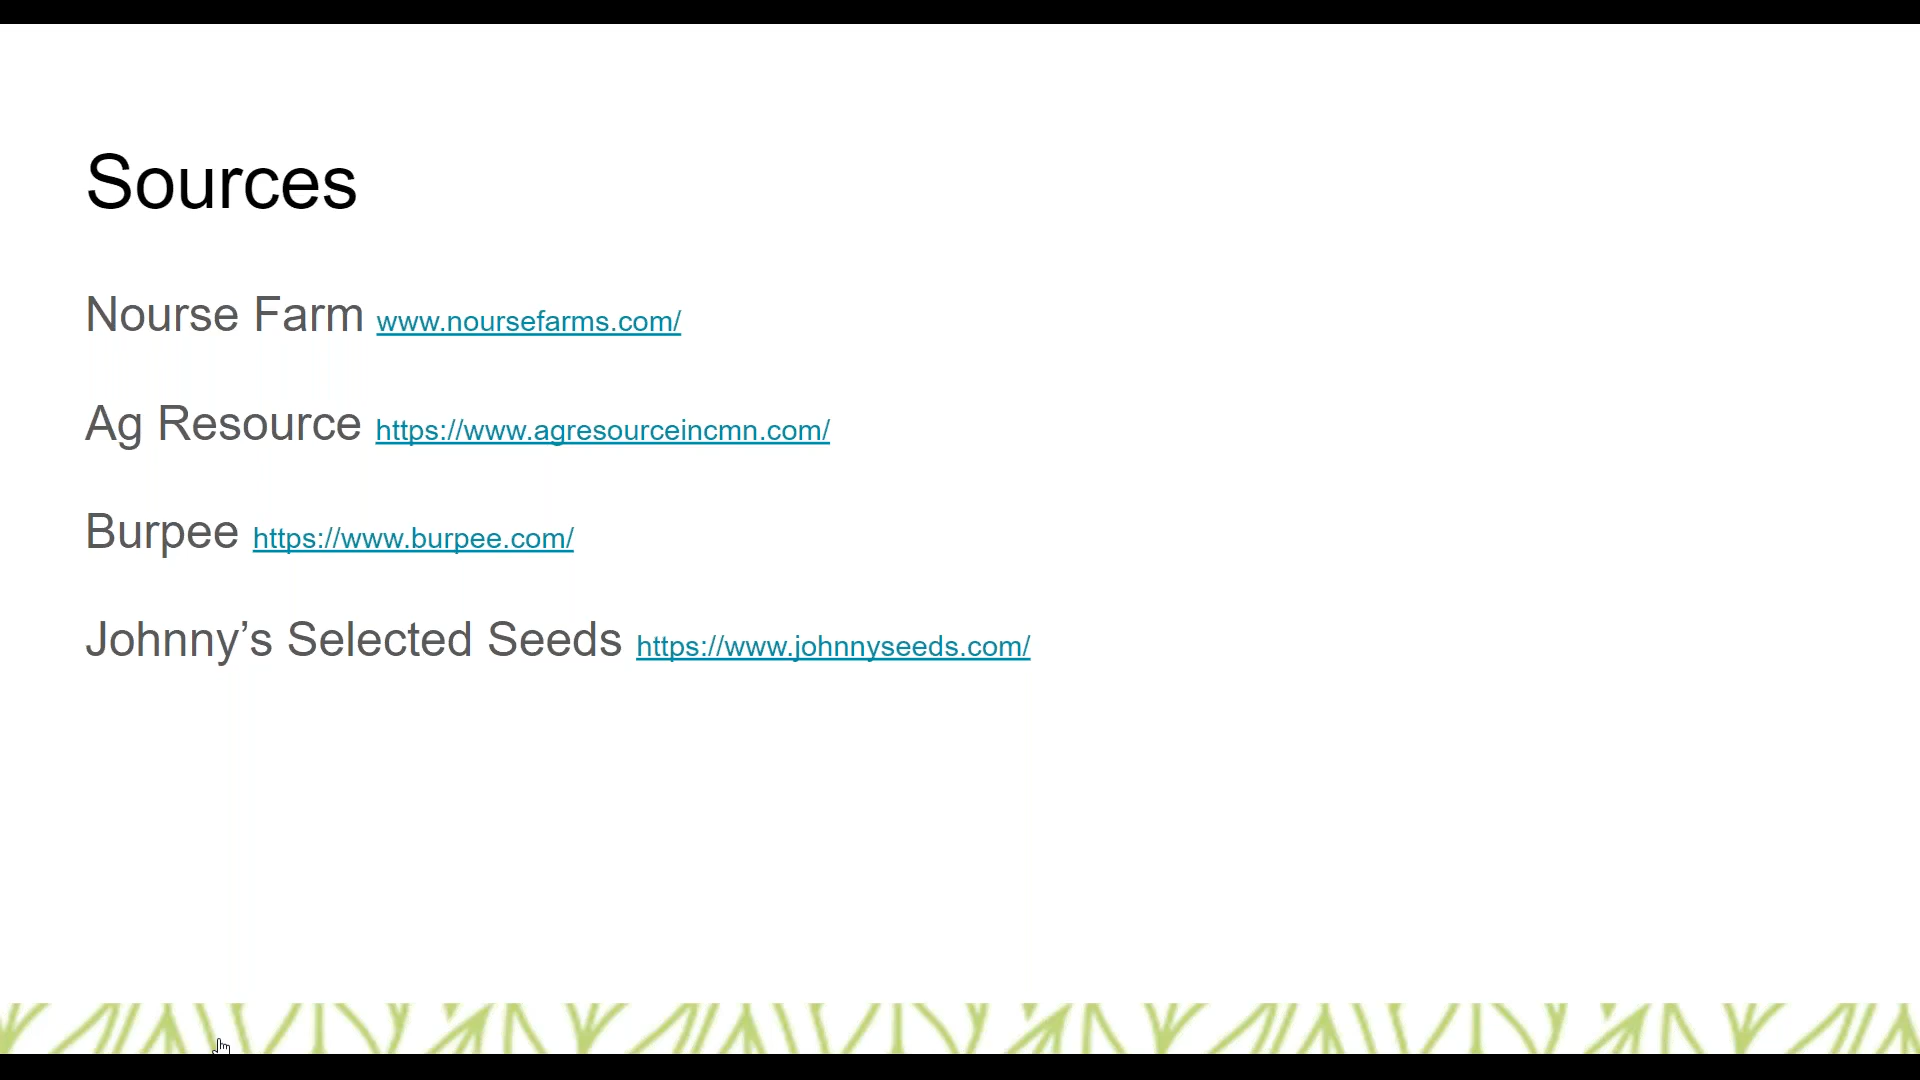 Sources
Nourse Farm www.noursefarms.com/
Ag Resource https://www.agresourceincmn.com/
Burpee https://www.burpee.com/
Johnny’s Selected Seeds https://www.johnnyseeds.com/